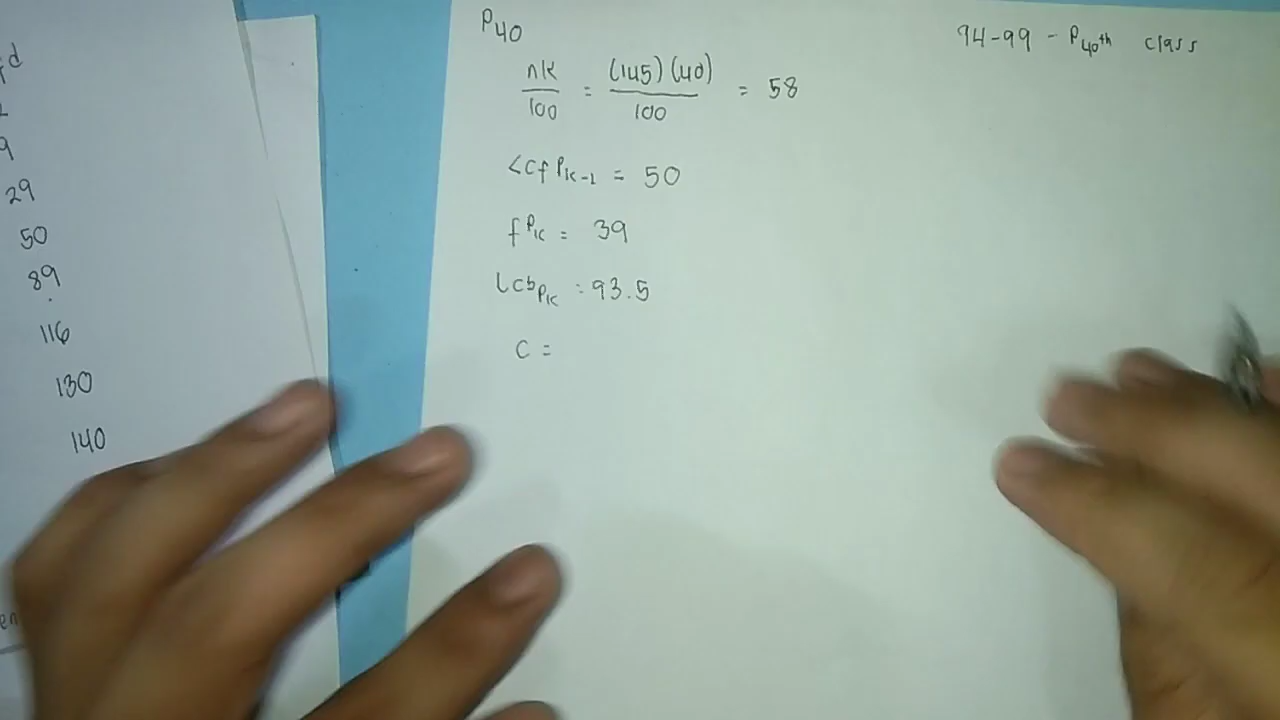 29
50
89
116
130
140
P40
nk/100 = (145)(40)/100 = 58
<cf Pk-1 = 50
f Pk = 39
Lcb Pk = 93.5
C =
94-99 - P40th class